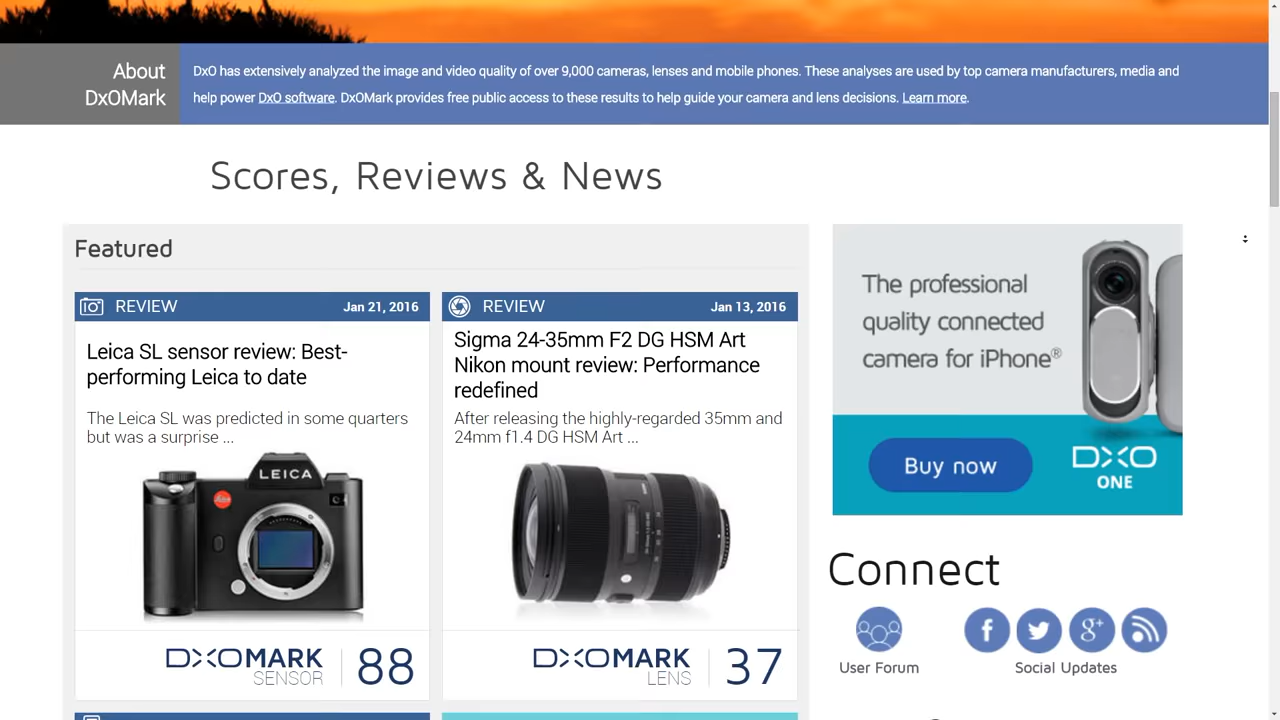 About
DxOMark
DxO has extensively analyzed the image and video quality of over 9,000 cameras, lenses and mobile phones. These analyses are used by top camera manufacturers, media and
help power DxO software. DxOMark provides free public access to these results to help guide your camera and lens decisions. Learn more.
Scores, Reviews & News
Featured
REVIEW Jan 21, 2016
Leica SL sensor review: Best-
performing Leica to date
The Leica SL was predicted in some quarters
but was a surprise ...
LEICA
DXOMARK
SENSOR
88
REVIEW Jan 13, 2016
Sigma 24-35mm F2 DG HSM Art
Nikon mount review: Performance
redefined
After releasing the highly-regarded 35mm and
24mm f1.4 DG HSM Art ...
DXOMARK
LENS
37
The professional
quality connected
camera for iPhone®
Buy now
DXO
ONE
Connect
User Forum
Social Updates